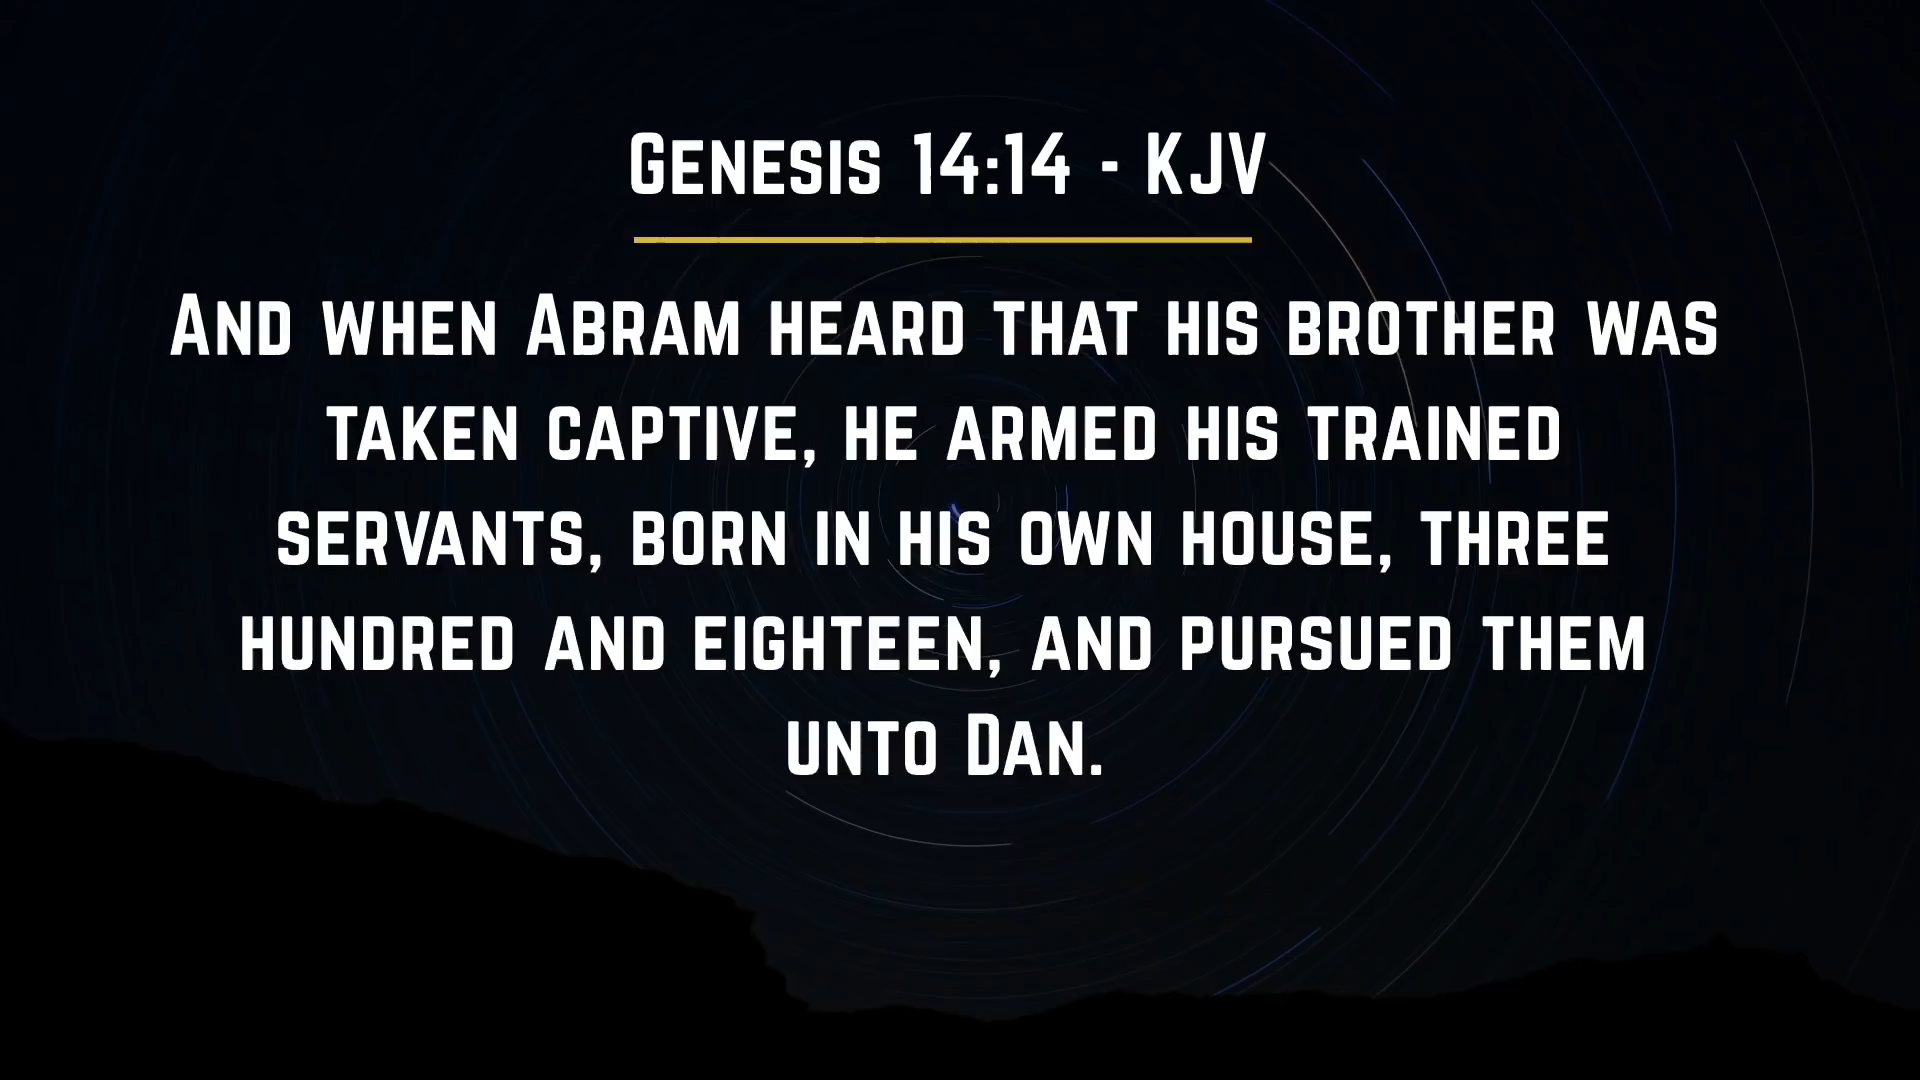 Genesis 14:14 - KJV
And when Abram heard that his brother was
taken captive, he armed his trained
servants, born in his own house, three
hundred and eighteen, and pursued them
unto Dan.